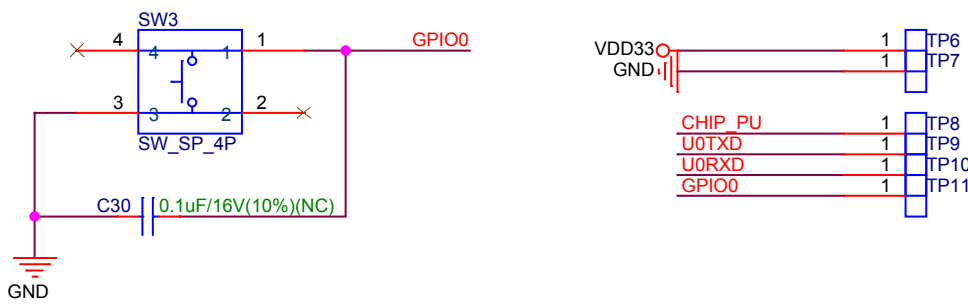 SW3
4 4 1 1 GPIO0
3 3 2 2
SW_SP_4P
C30 0.1uF/16V(10%)(NC)
GND
VDD33 1 TP6
GND 1 TP7
CHIP_PU 1 TP8
U0TXD 1 TP9
U0RXD 1 TP10
GPIO0 1 TP11